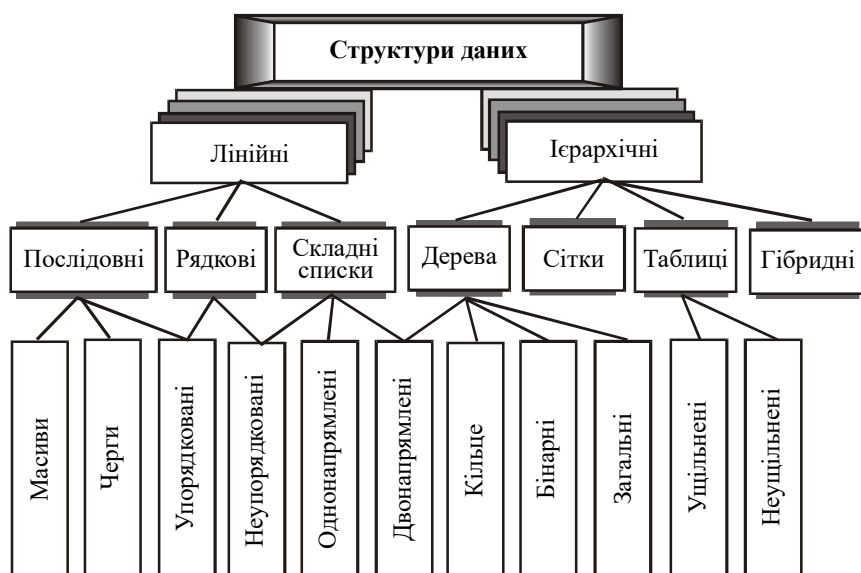 Структури даних
Лінійні
Ієрархічні
Послідовні
Рядкові
Складні
списки
Дерева
Сітки
Таблиці
Гібридні
Масиви
Черги
Упорядковані
Неупорядковані
Однонапрямлені
Двонапрямлені
Кільце
Бінарні
Загальні
Ущільнені
Неущільнені